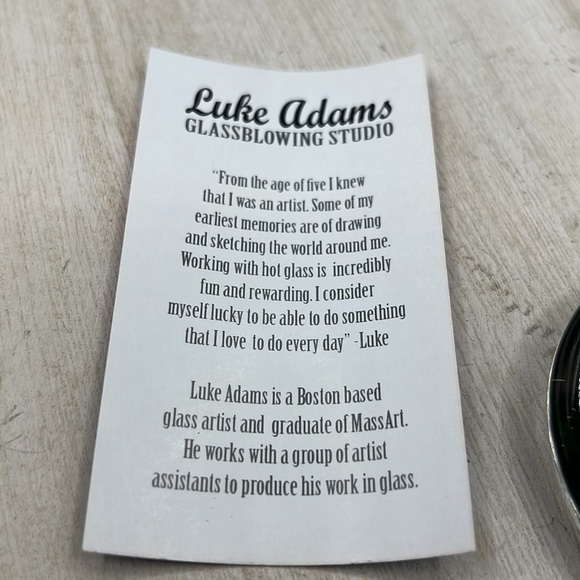 Luke Adams
GLASSBLOWING STUDIO
“From the age of five I knew
that I was an artist. Some of my
earliest memories are of drawing
and sketching the world around me.
Working with hot glass is incredibly
fun and rewarding. I consider
myself lucky to be able to do something
that I love to do every day” -Luke
Luke Adams is a Boston based
glass artist and graduate of MassArt.
He works with a group of artist
assistants to produce his work in glass.